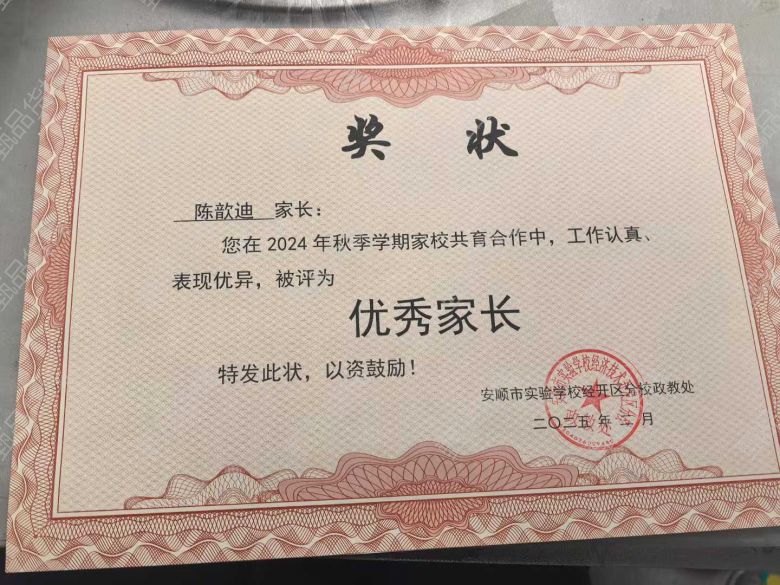 奖 状
陈歆迪 家长：
您在 2024 年秋季学期家校共育合作中，工作认真、
表现优异，被评为
优秀家长
特发此状，以资鼓励！
安顺市实验学校经开区分校政教处
二〇二五 年 月